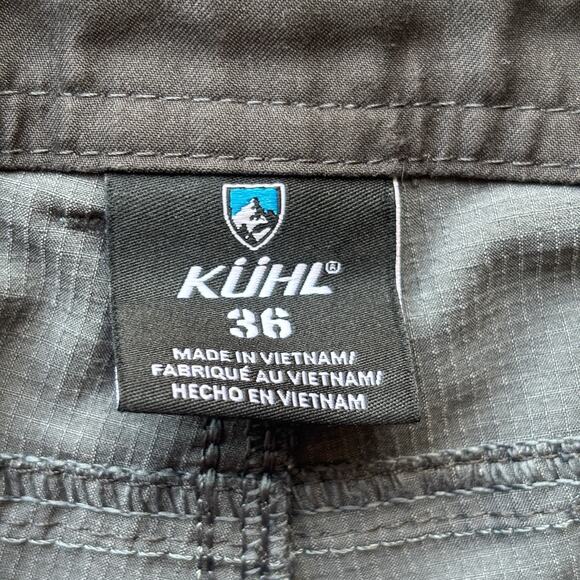 KÜHL®
36
MADE IN VIETNAM/
FABRIQUÉ AU VIETNAM/
HECHO EN VIETNAM